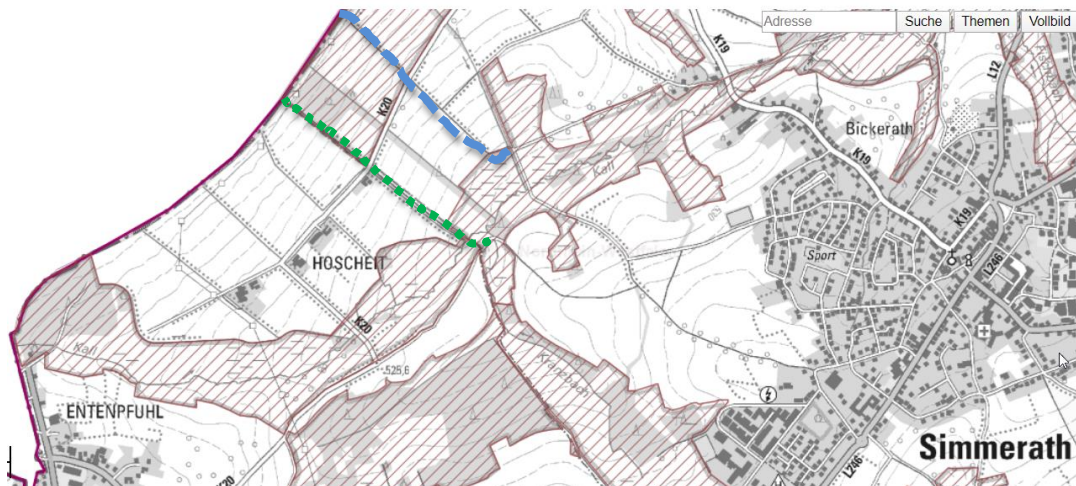 Adresse
Suche
Themen
Vollbild
K19
L12
K20
Bickerath
Kall
K19
K19
Sport
8
L246
HOSCHEIT
K20
Kall
525,6
ENTENPFUHL
Simmerath
L246
K20